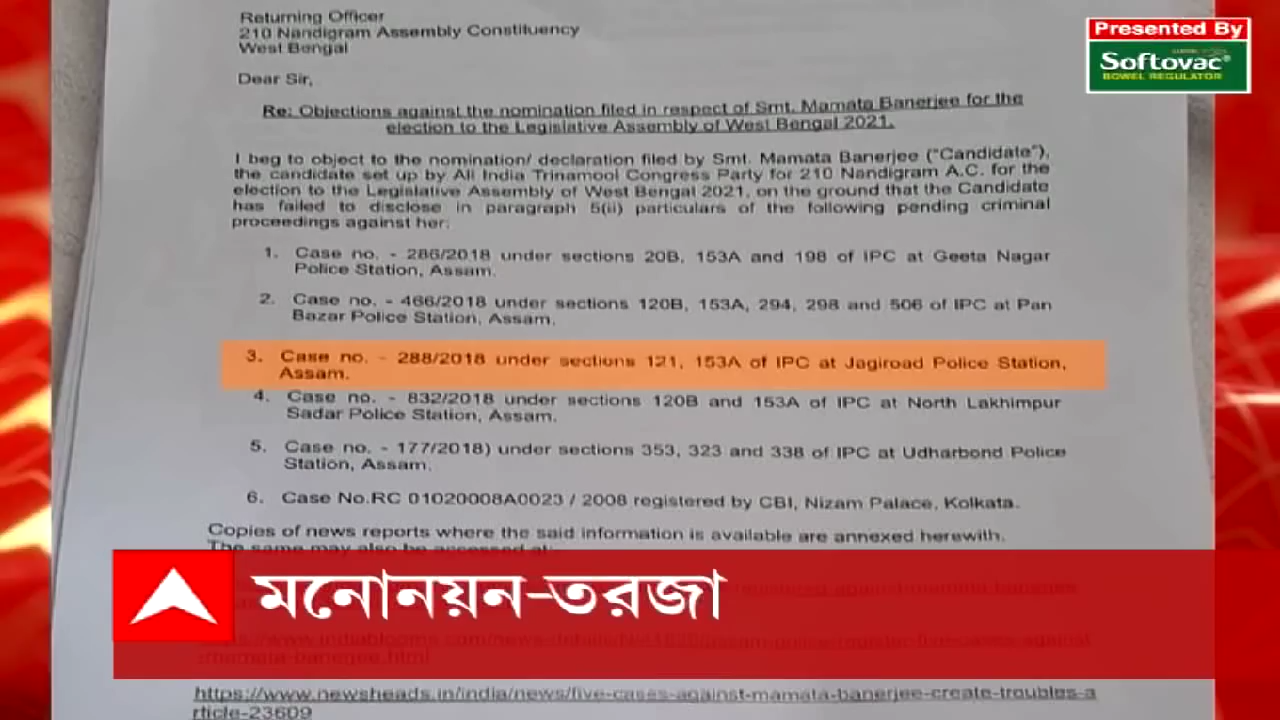 Returning Officer
210 Nandigram Assembly Constituency
West Bengal
Presented By
Softovac
BOWEL REGULATOR
Dear Sir,
Re: Objections against the nomination filed in respect of Smt. Mamata Banerjee for the
election to the Legislative Assembly of West Bengal 2021.
I beg to object to the nomination/ declaration filed by Smt. Mamata Banerjee ("Candidate"),
the candidate set up by All India Trinamool Congress Party for 210 Nandigram A.C. for the
election to the Legislative Assembly of West Bengal 2021, on the ground that the Candidate
has failed to disclose in paragraph 5(ii) particulars of the following pending criminal
proceedings against her:
1. Case no. - 286/2018 under sections 20B, 153A and 198 of IPC at Geeta Nagar
Police Station, Assam.
2. Case no. - 466/2018 under sections 120B, 153A, 294, 298 and 506 of IPC at Pan
Bazar Police Station, Assam.
3. Case no. - 288/2018 under sections 121, 153A of IPC at Jagiroad Police Station,
Assam.
4. Case no. - 832/2018 under sections 120B and 153A of IPC at North Lakhimpur
Sadar Police Station, Assam.
5. Case no. - 177/2018) under sections 353, 323 and 338 of IPC at Udharbond Police
Station, Assam.
6. Case No.RC 01020008A0023 / 2008 registered by CBI, Nizam Palace, Kolkata.
Copies of news reports where the said information is available are annexed herewith.
The same may also be accessed at:
মনোনয়ন-তরজা
https://www.newsheads.in/india/news/five-cases-against-mamata-banerjee-create-troubles-a
rticle-23609